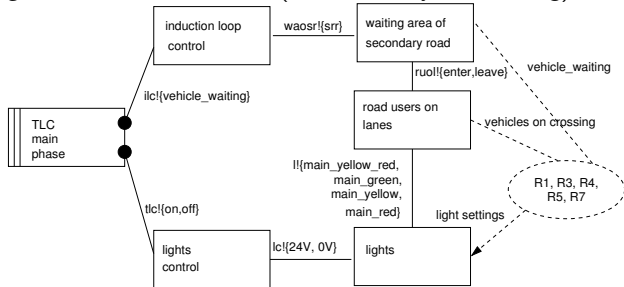 induction loop
control
waosr!{srr}
waiting area of
secondary road
vehicle_waiting
ruol!{enter,leave}
ilc!{vehicle_waiting}
TLC
main
phase
road users on
lanes
vehicles on crossing
l!{main_yellow_red,
main_green,
main_yellow,
main_red}
R1, R3, R4,
R5, R7
tlc!{on,off}
light settings
lights
control
lc!{24V, 0V}
lights